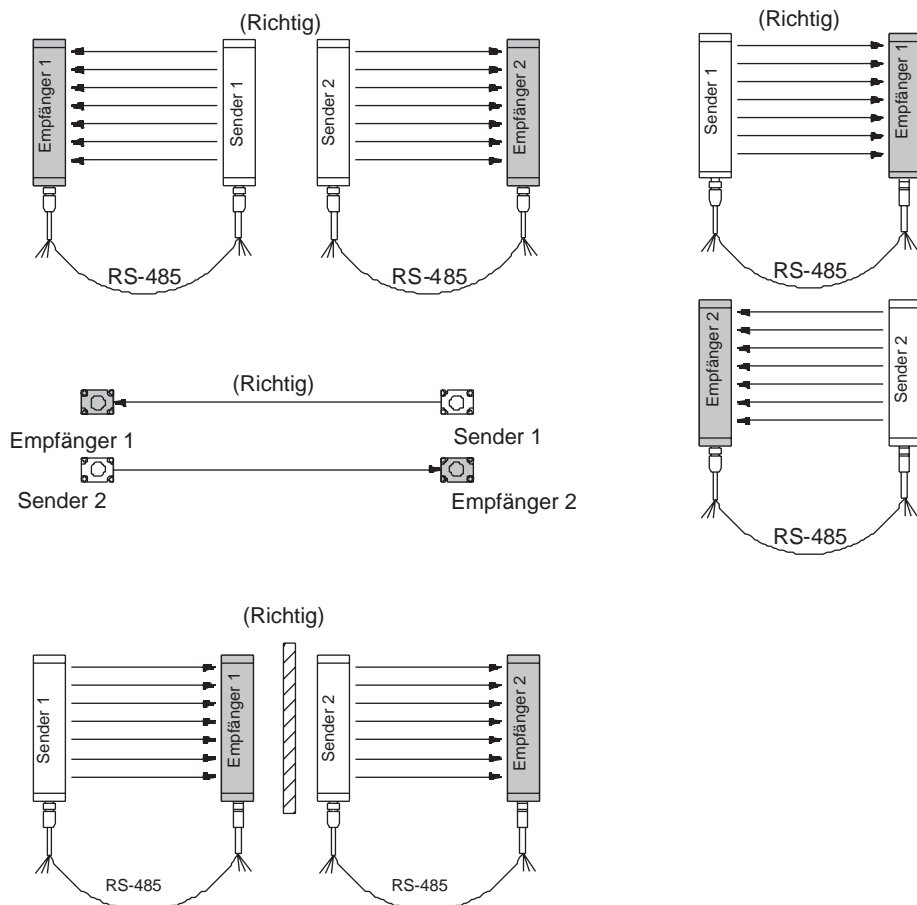 (Richtig)
Empfänger 1
Sender 1
Sender 2
Empfänger 2
RS-485
RS-485
(Richtig)
Sender 1
Empfänger 1
RS-485
Empfänger 2
Sender 2
RS-485
(Richtig)
Empfänger 1
Sender 1
Sender 2
Empfänger 2
(Richtig)
Sender 1
Empfänger 1
Sender 2
Empfänger 2
RS-485
RS-485